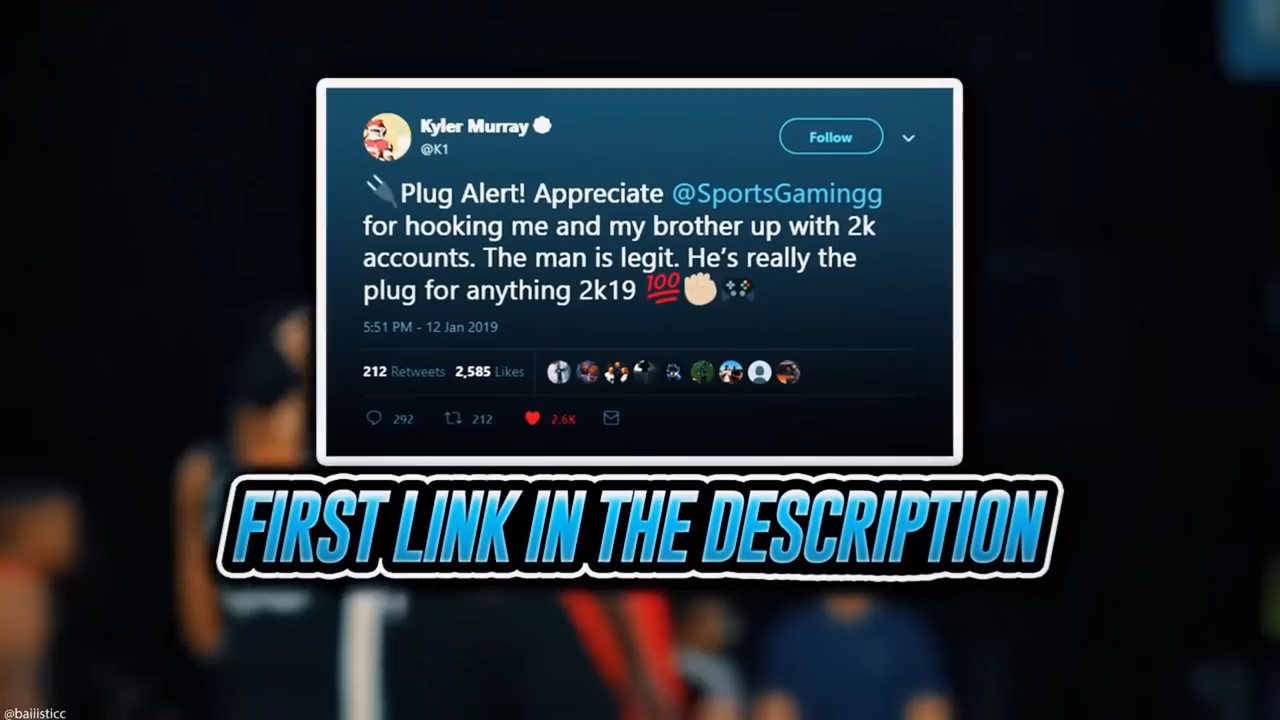 Kyler Murray
@K1
Follow
Plug Alert! Appreciate @SportsGamingg
for hooking me and my brother up with 2k
accounts. The man is legit. He’s really the
plug for anything 2k19 💯✊🏻🎮
5:51 PM - 12 Jan 2019
212 Retweets 2,585 Likes
292 212 2.6K
FIRST LINK IN THE DESCRIPTION
@baiiisticc